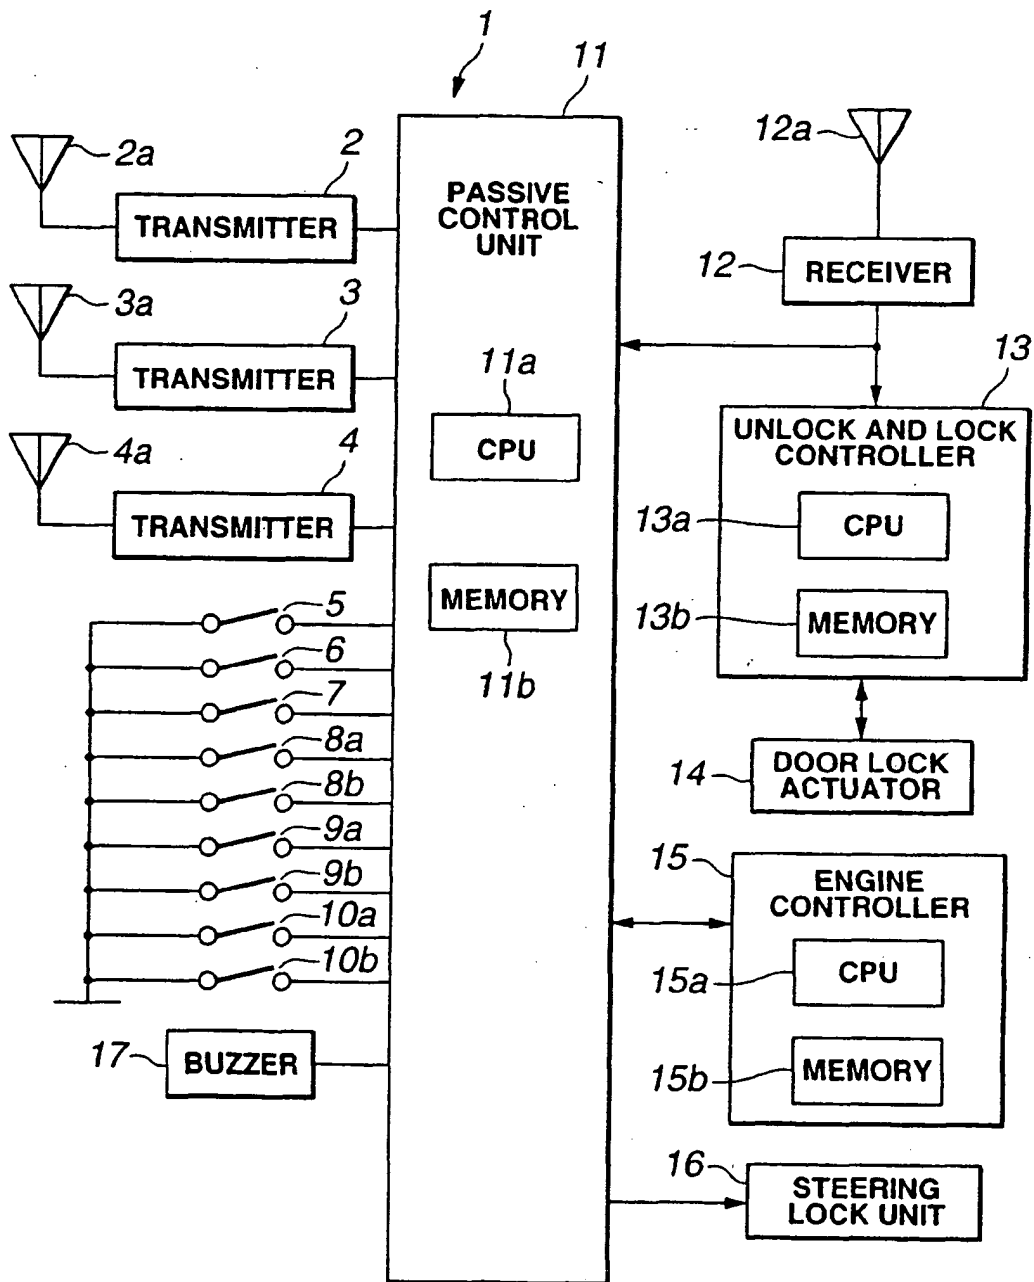 1
11
2a
2
TRANSMITTER
3a
3
TRANSMITTER
4a
4
TRANSMITTER
5
6
7
8a
8b
9a
9b
10a
10b
17
BUZZER
PASSIVE
CONTROL
UNIT
11a
CPU
MEMORY
11b
12a
12
RECEIVER
13
UNLOCK AND LOCK
CONTROLLER
13a
CPU
13b
MEMORY
14
DOOR LOCK
ACTUATOR
15
ENGINE
CONTROLLER
15a
CPU
15b
MEMORY
16
STEERING
LOCK UNIT